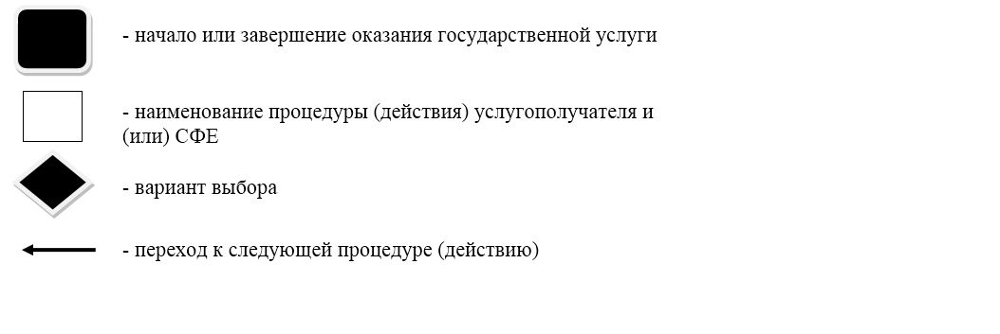 - начало или завершение оказания государственной услуги
- наименование процедуры (действия) услугополучателя и
(или) СФЕ
- вариант выбора
- переход к следующей процедуре (действию)